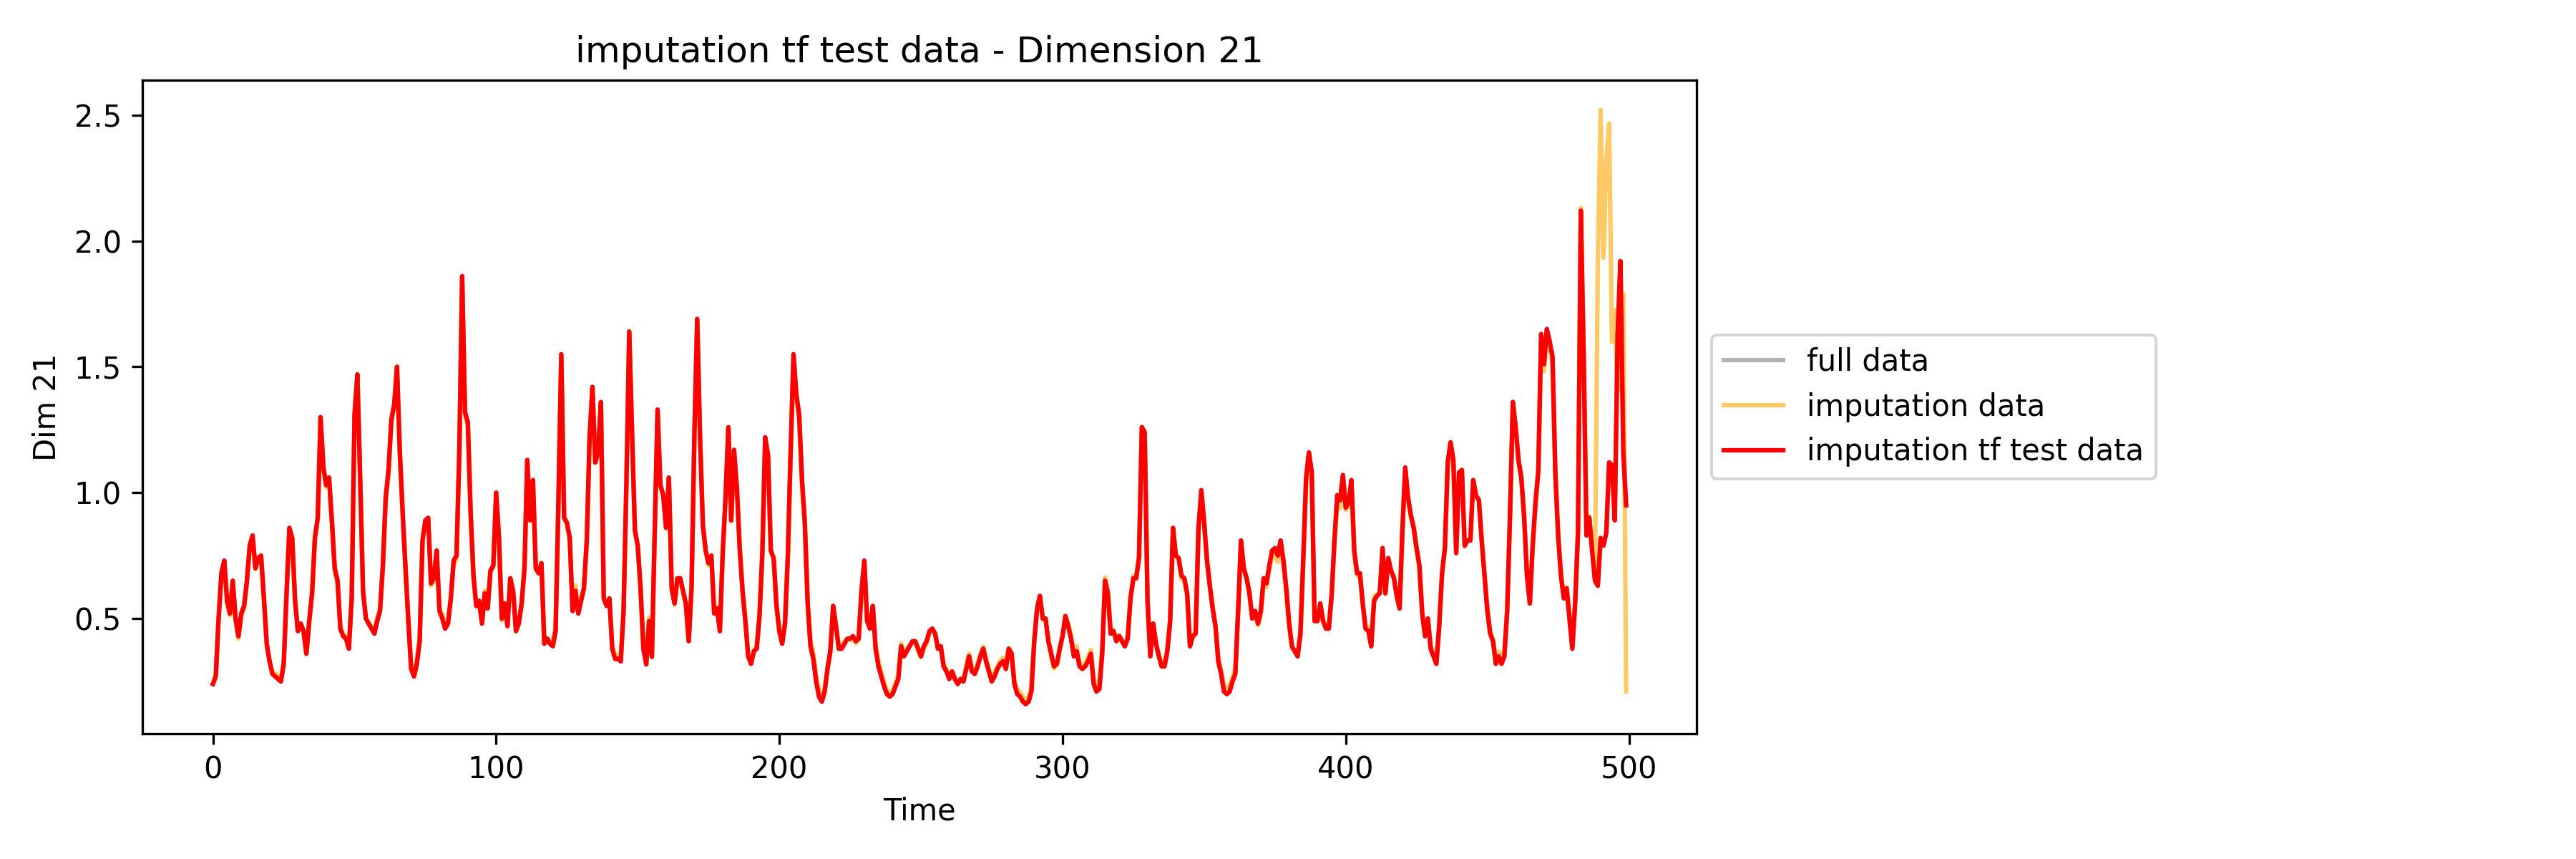 imputation tf test data - Dimension 21
Dim 21
2.5
2.0
1.5
1.0
0.5
0
100
200
300
400
500
Time
full data
imputation data
imputation tf test data